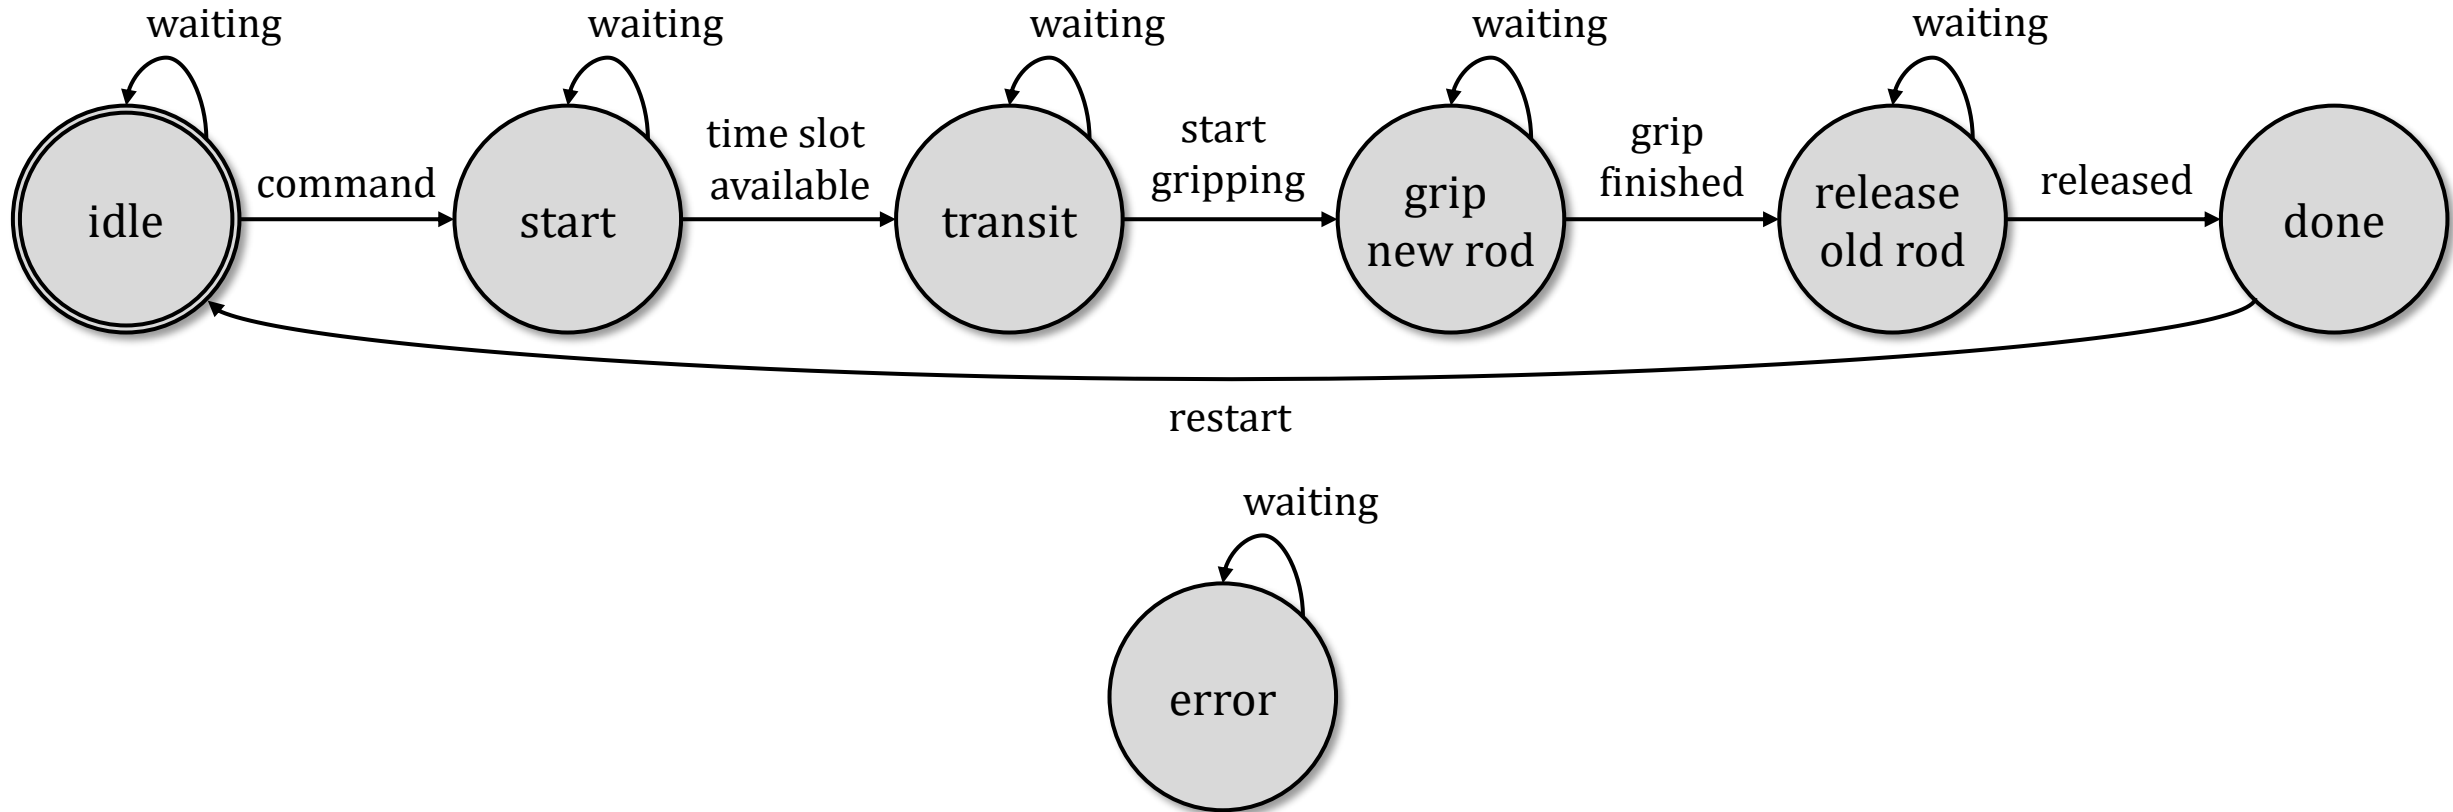 waiting
waiting
waiting
waiting
waiting
idle
command
start
time slot
available
transit
start
gripping
grip
new rod
grip
finished
release
old rod
released
done
restart
waiting
error